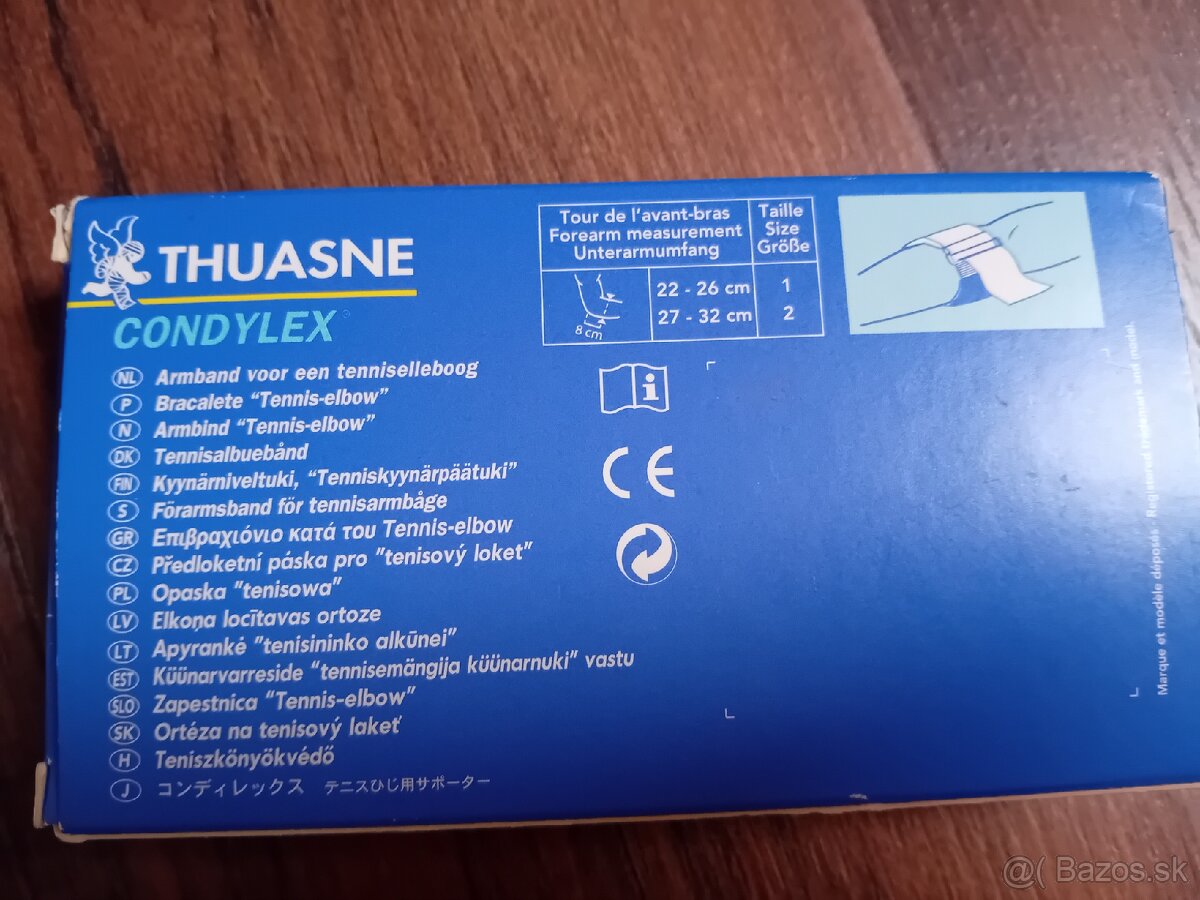 THUASNE
CONDYLEX
Tour de l'avant-bras
Forearm measurement
Unterarmumfang
Taille
Size
Größe
8 cm
22 - 26 cm 1
27 - 32 cm 2
NL Armband voor een tenniselleboog
P Bracalete "Tennis-elbow"
N Armbind "Tennis-elbow"
DK Tennisalbuebånd
FIN Kyynärniveltuki, "Tenniskyynärpäätuki"
S Förarmsband för tennisarmbåge
GR Επιβραχιόνιο κατά του Tennis-elbow
CZ Předloketní páska pro "tenisový loket"
PL Opaska "tenisowa"
LV Elkoņa locītavas ortoze
LT Apyrankė "tenisininko alkūnei"
EST Küünarvarreside "tennisemängija küünarnuki" vastu
SLO Zapestnica "Tennis-elbow"
SK Ortéza na tenisový lakeť
H Teniszkönyökvédő
J コンディレックス テニスひじ用サポーター
i
CE
Marque et modèle déposés - Registered trademark and model.
@( Bazos.sk